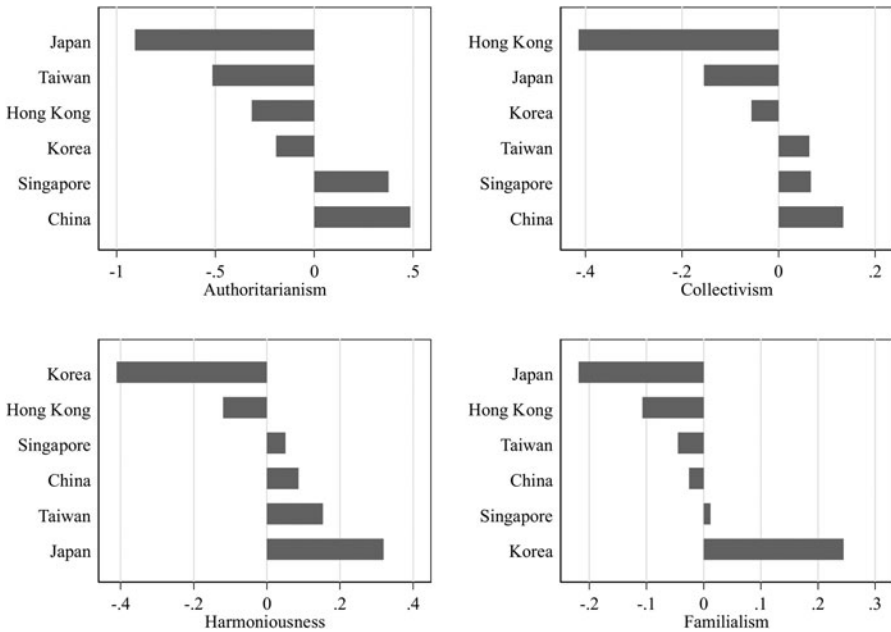 Japan
Taiwan
Hong Kong
Korea
Singapore
China
-1 -.5 0 .5
Authoritarianism
Hong Kong
Japan
Korea
Taiwan
Singapore
China
-.4 -.2 0 .2
Collectivism
Korea
Hong Kong
Singapore
China
Taiwan
Japan
-.4 -.2 0 .2 .4
Harmoniousness
Japan
Hong Kong
Taiwan
China
Singapore
Korea
-.2 -.1 0 .1 .2 .3
Familialism